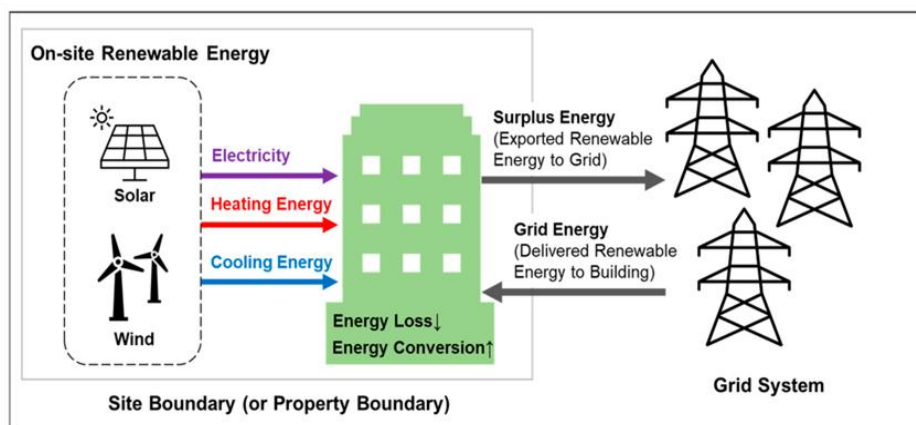 On-site Renewable Energy
Solar
Wind
Electricity
Heating Energy
Cooling Energy
Energy Loss↓
Energy Conversion↑
Surplus Energy
(Exported Renewable
Energy to Grid)
Grid Energy
(Delivered Renewable
Energy to Building)
Grid System
Site Boundary (or Property Boundary)